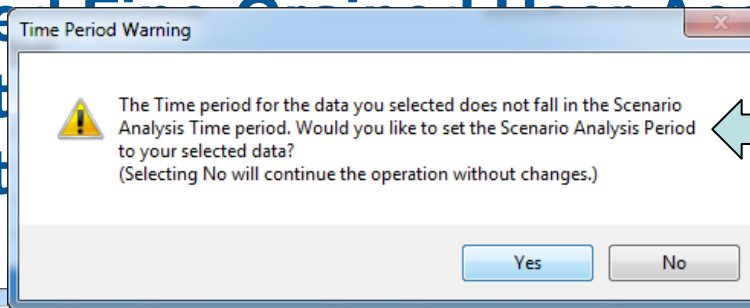 Time Period Warning
The Time period for the data you selected does not fall in the Scenario
Analysis Time period. Would you like to set the Scenario Analysis Period
to your selected data?
(Selecting No will continue the operation without changes.)
Yes
No